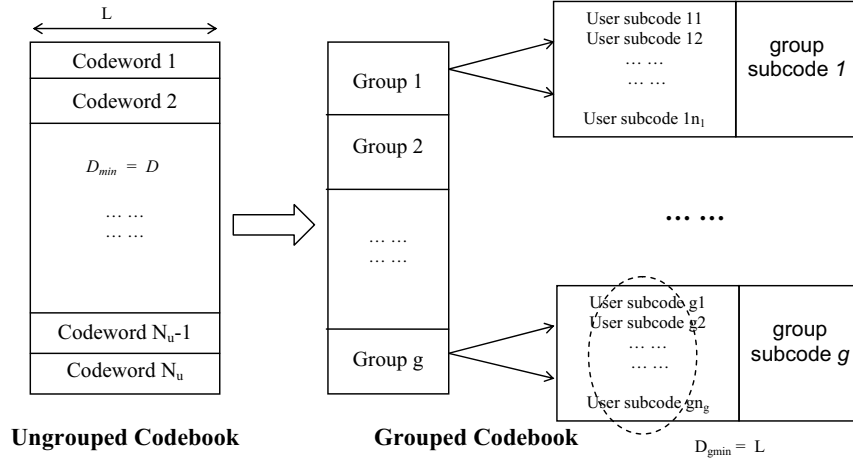 L
Codeword 1
Codeword 2
D_min = D
... ...
... ...
Codeword N_u-1
Codeword N_u
Ungrouped Codebook
Group 1
Group 2
... ...
... ...
Group g
Grouped Codebook
User subcode 11
User subcode 12
... ...
... ...
User subcode 1n_1
group
subcode 1
... ...
User subcode g1
User subcode g2
... ...
... ...
User subcode gn_g
group
subcode g
D_gmin = L